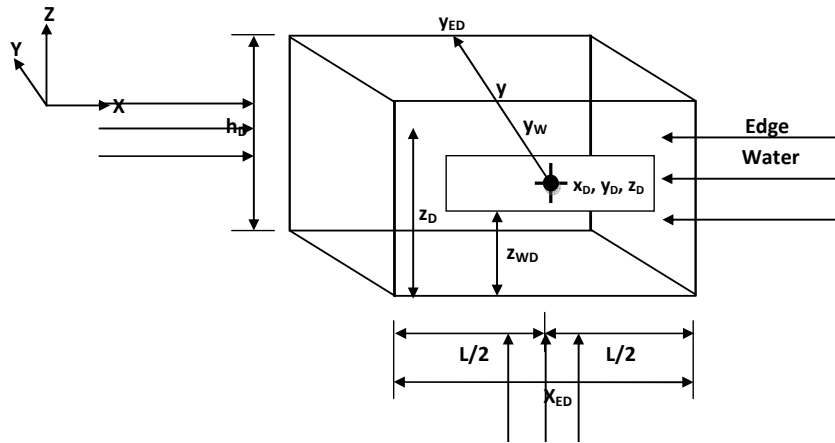 Z
Y
X
h_D
y_ED
y
y_W
Edge
Water
x_D, y_D, z_D
z_D
z_WD
L/2
L/2
X_ED